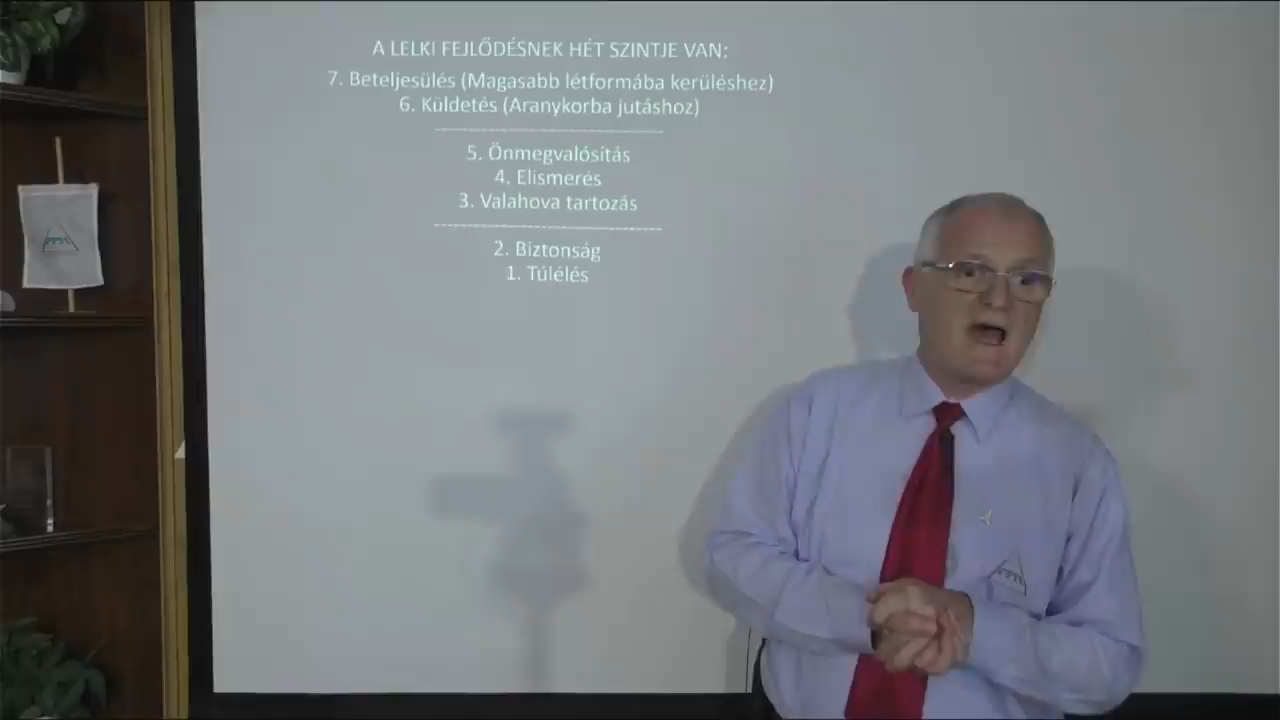 A LELKI FEJLŐDÉSNEK HÉT SZINTJE VAN:
7. Beteljesülés (Magasabb létformába kerüléshez)
6. Küldetés (Aranykorba jutáshoz)
5. Önmegvalósítás
4. Elismerés
3. Valahova tartozás
2. Biztonság
1. Túlélés